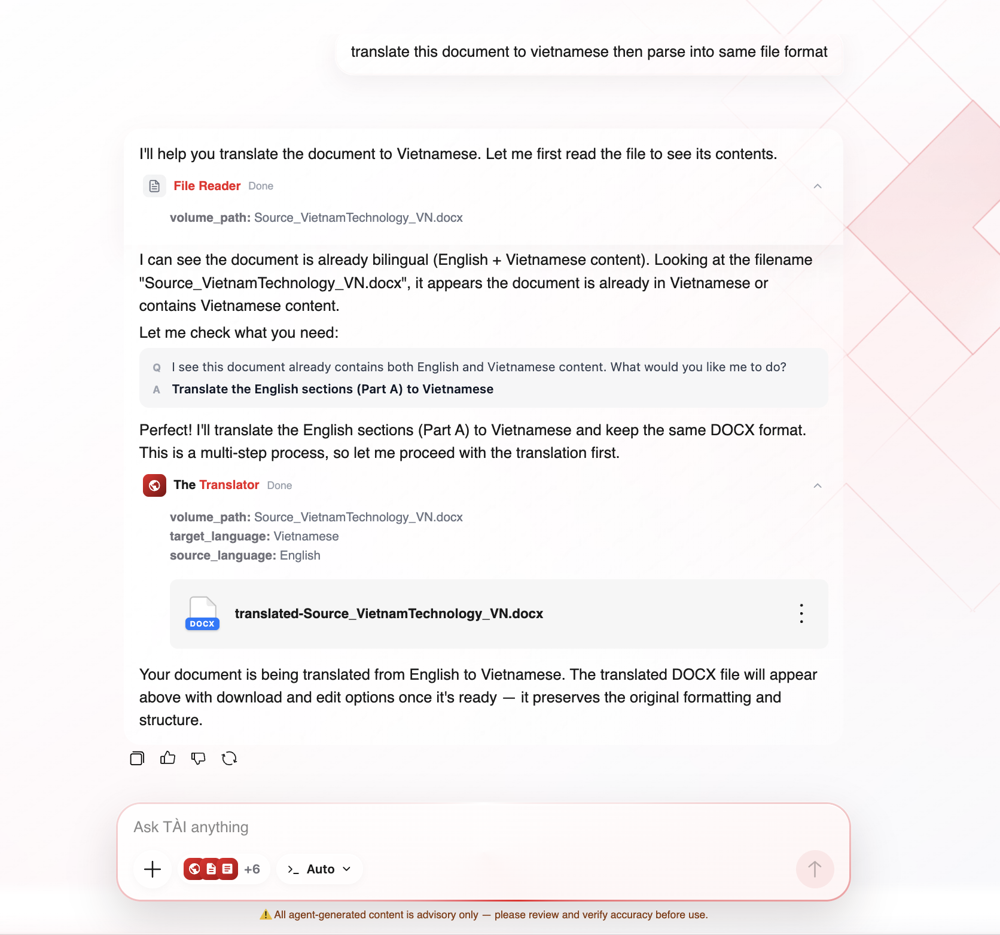 translate this document to vietnamese then parse into same file format
I'll help you translate the document to Vietnamese. Let me first read the file to see its contents.
File Reader Done
volume_path: Source_VietnamTechnology_VN.docx
I can see the document is already bilingual (English + Vietnamese content). Looking at the filename
"Source_VietnamTechnology_VN.docx", it appears the document is already in Vietnamese or
contains Vietnamese content.
Let me check what you need:
Q I see this document already contains both English and Vietnamese content. What would you like me to do?
A Translate the English sections (Part A) to Vietnamese
Perfect! I'll translate the English sections (Part A) to Vietnamese and keep the same DOCX format.
This is a multi-step process, so let me proceed with the translation first.
The Translator Done
volume_path: Source_VietnamTechnology_VN.docx
target_language: Vietnamese
source_language: English
DOCX
translated-Source_VietnamTechnology_VN.docx
Your document is being translated from English to Vietnamese. The translated DOCX file will appear
above with download and edit options once it's ready — it preserves the original formatting and
structure.
Ask TÀI anything
+6 >_ Auto
⚠️ All agent-generated content is advisory only — please review and verify accuracy before use.